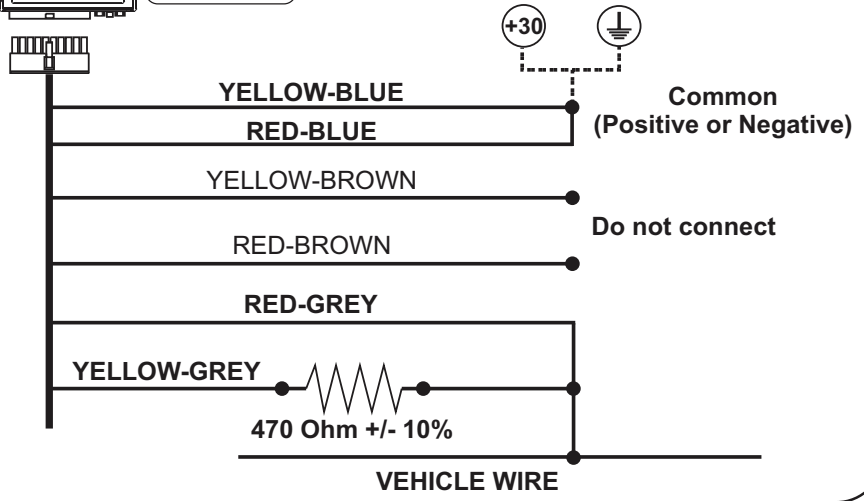 +30
YELLOW-BLUE
Common
(Positive or Negative)
RED-BLUE
YELLOW-BROWN
Do not connect
RED-BROWN
RED-GREY
YELLOW-GREY
470 Ohm +/- 10%
VEHICLE WIRE